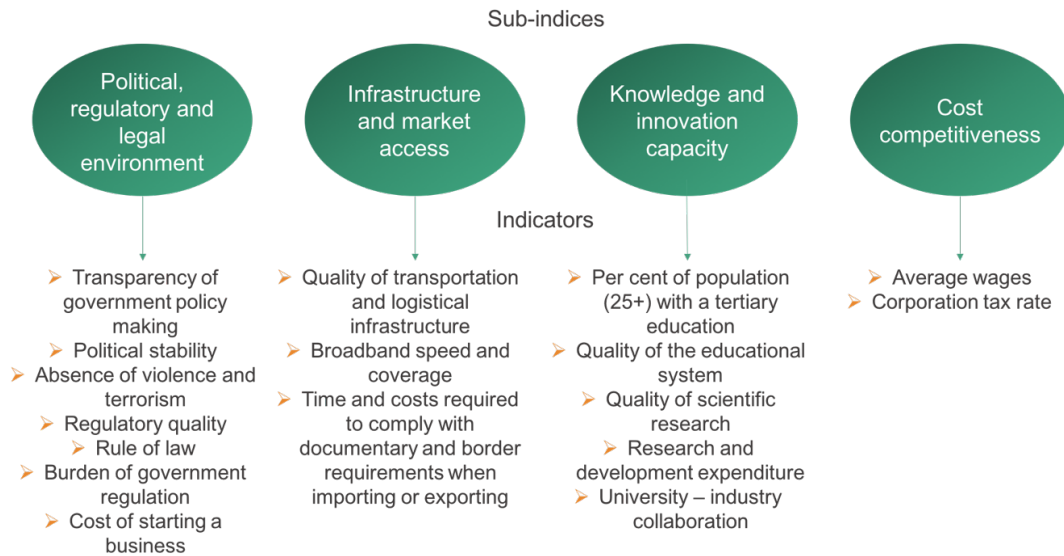 Sub-indices
Political,
regulatory and
legal
environment
Infrastructure
and market
access
Knowledge and
innovation
capacity
Cost
competitiveness
Indicators
Transparency of
government policy
making
Political stability
Absence of violence and
terrorism
Regulatory quality
Rule of law
Burden of government
regulation
Cost of starting a
business
Quality of transportation
and logistical
infrastructure
Broadband speed and
coverage
Time and costs required
to comply with
documentary and border
requirements when
importing or exporting
Per cent of population
(25+) with a tertiary
education
Quality of the educational
system
Quality of scientific
research
Research and
development expenditure
University – industry
collaboration
Average wages
Corporation tax rate